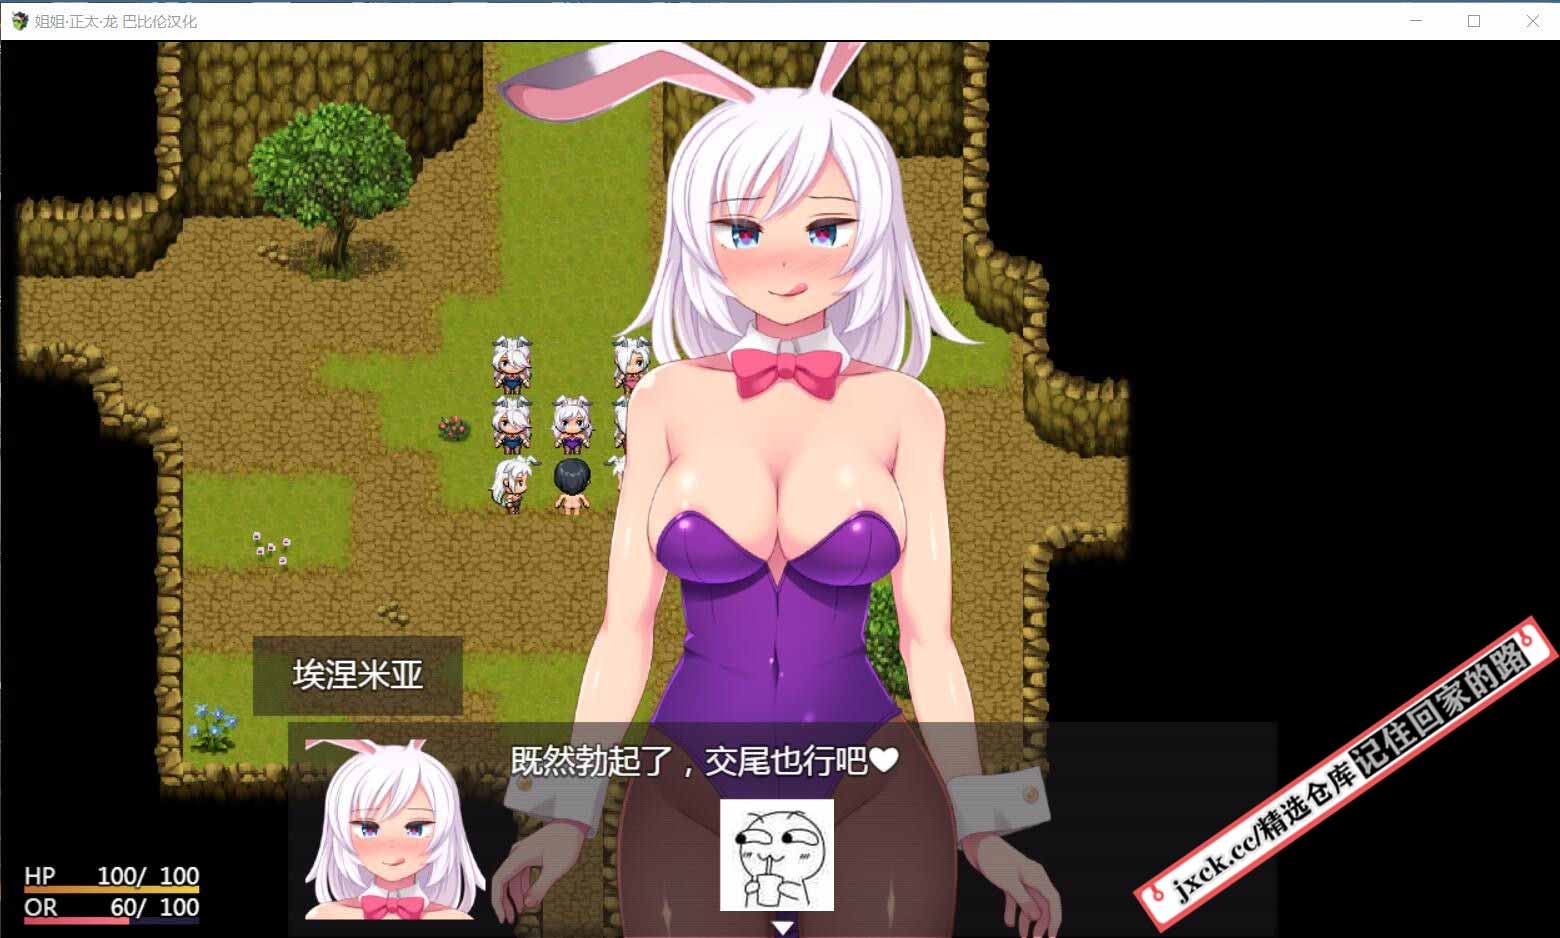 姐姐·正太·龙 巴比伦汉化
埃涅米亚
既然勃起了，交尾也行吧♥
HP 100/ 100
OR 60/ 100
jxck.cc/精选仓库记住回家的路